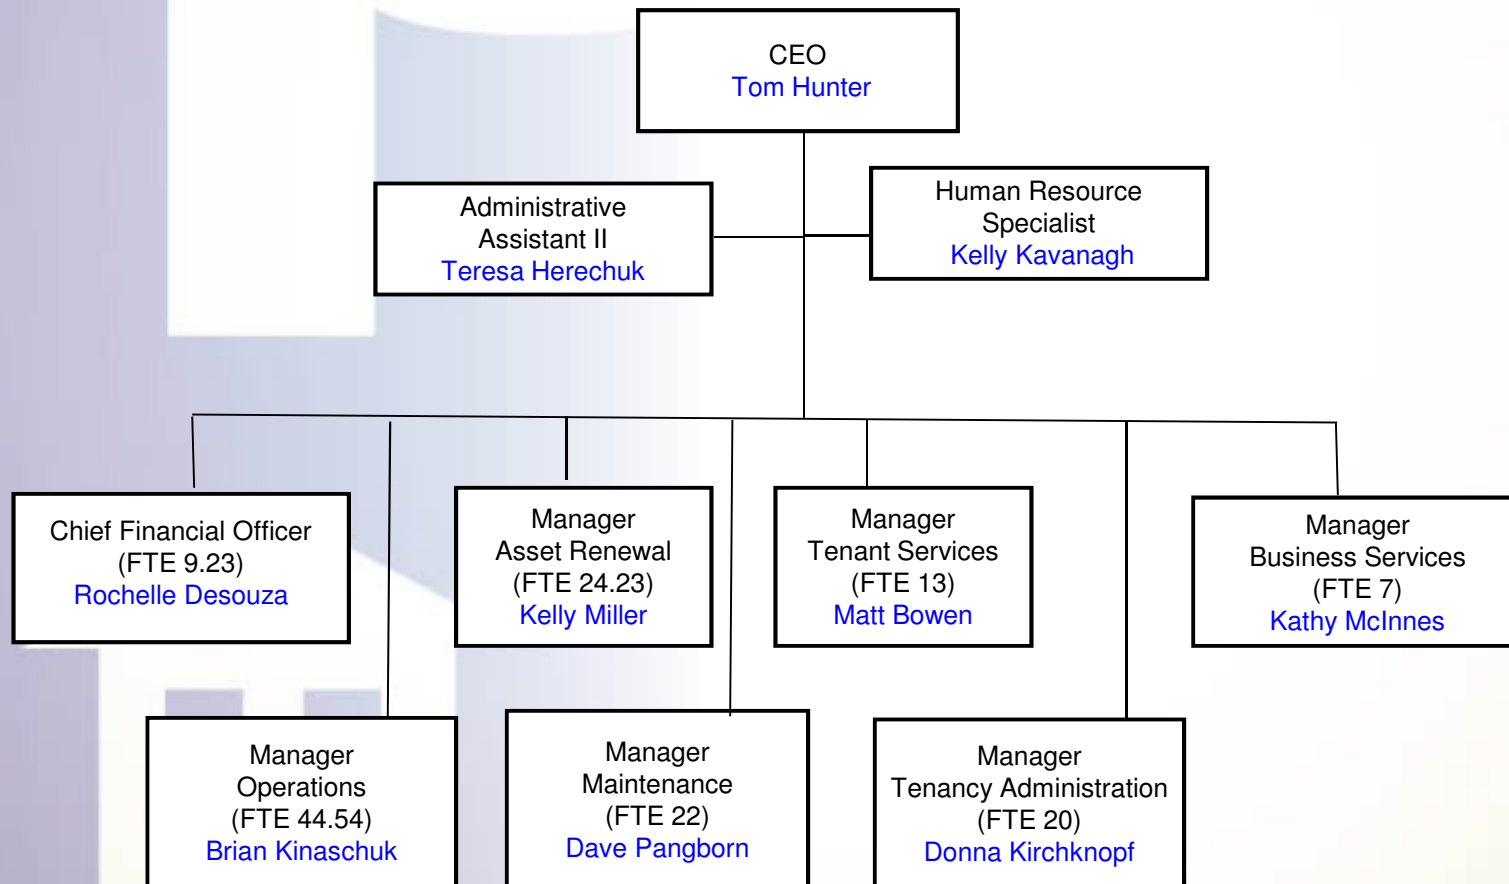 CEO
Tom Hunter
Administrative
Assistant II
Teresa Herechuk
Human Resource
Specialist
Kelly Kavanagh
Chief Financial Officer
(FTE 9.23)
Rochelle Desouza
Manager
Asset Renewal
(FTE 24.23)
Kelly Miller
Manager
Tenant Services
(FTE 13)
Matt Bowen
Manager
Business Services
(FTE 7)
Kathy McInnes
Manager
Operations
(FTE 44.54)
Brian Kinaschuk
Manager
Maintenance
(FTE 22)
Dave Pangborn
Manager
Tenancy Administration
(FTE 20)
Donna Kirchknopf